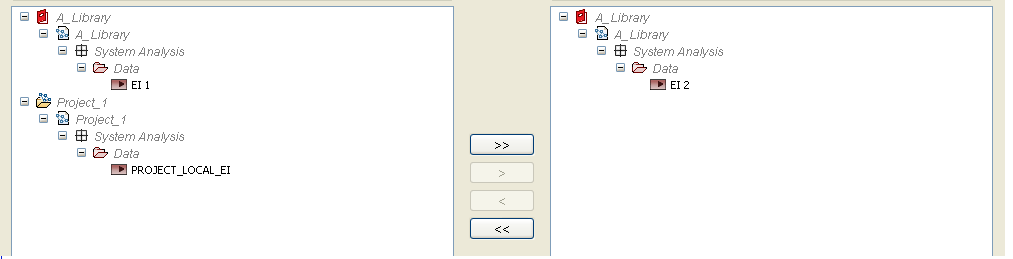 A_Library
A_Library
System Analysis
Data
EI 1
Project_1
Project_1
System Analysis
Data
PROJECT_LOCAL_EI
>>
>
<
<<
A_Library
A_Library
System Analysis
Data
EI 2